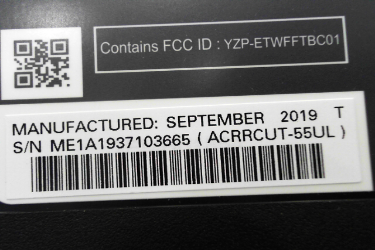 Contains FCC ID : YZP-ETWFFTBC01
MANUFACTURED: SEPTEMBER 2019 T
S/N ME1A1937103665 ( ACRRCUT-55UL )